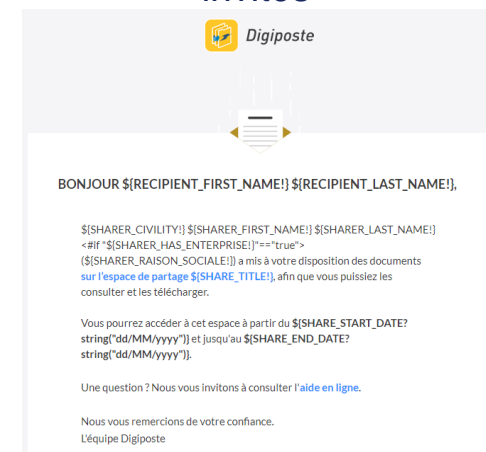 Digiposte
BONJOUR ${RECIPIENT_FIRST_NAME!} ${RECIPIENT_LAST_NAME!},
${SHARER_CIVILITY!} ${SHARER_FIRST_NAME!} ${SHARER_LAST_NAME!}
<#if "${SHARER_HAS_ENTERPRISE!}"=="true">
(${SHARER_RAISON_SOCIALE!}) a mis à votre disposition des documents
sur l'espace de partage ${SHARE_TITLE!}, afin que vous puissiez les
consulter et les télécharger.
Vous pourrez accéder à cet espace à partir du ${SHARE_START_DATE?
string("dd/MM/yyyy")} et jusqu'au ${SHARE_END_DATE?
string("dd/MM/yyyy")}.
Une question ? Nous vous invitons à consulter l'aide en ligne.
Nous vous remercions de votre confiance.
L'équipe Digiposte